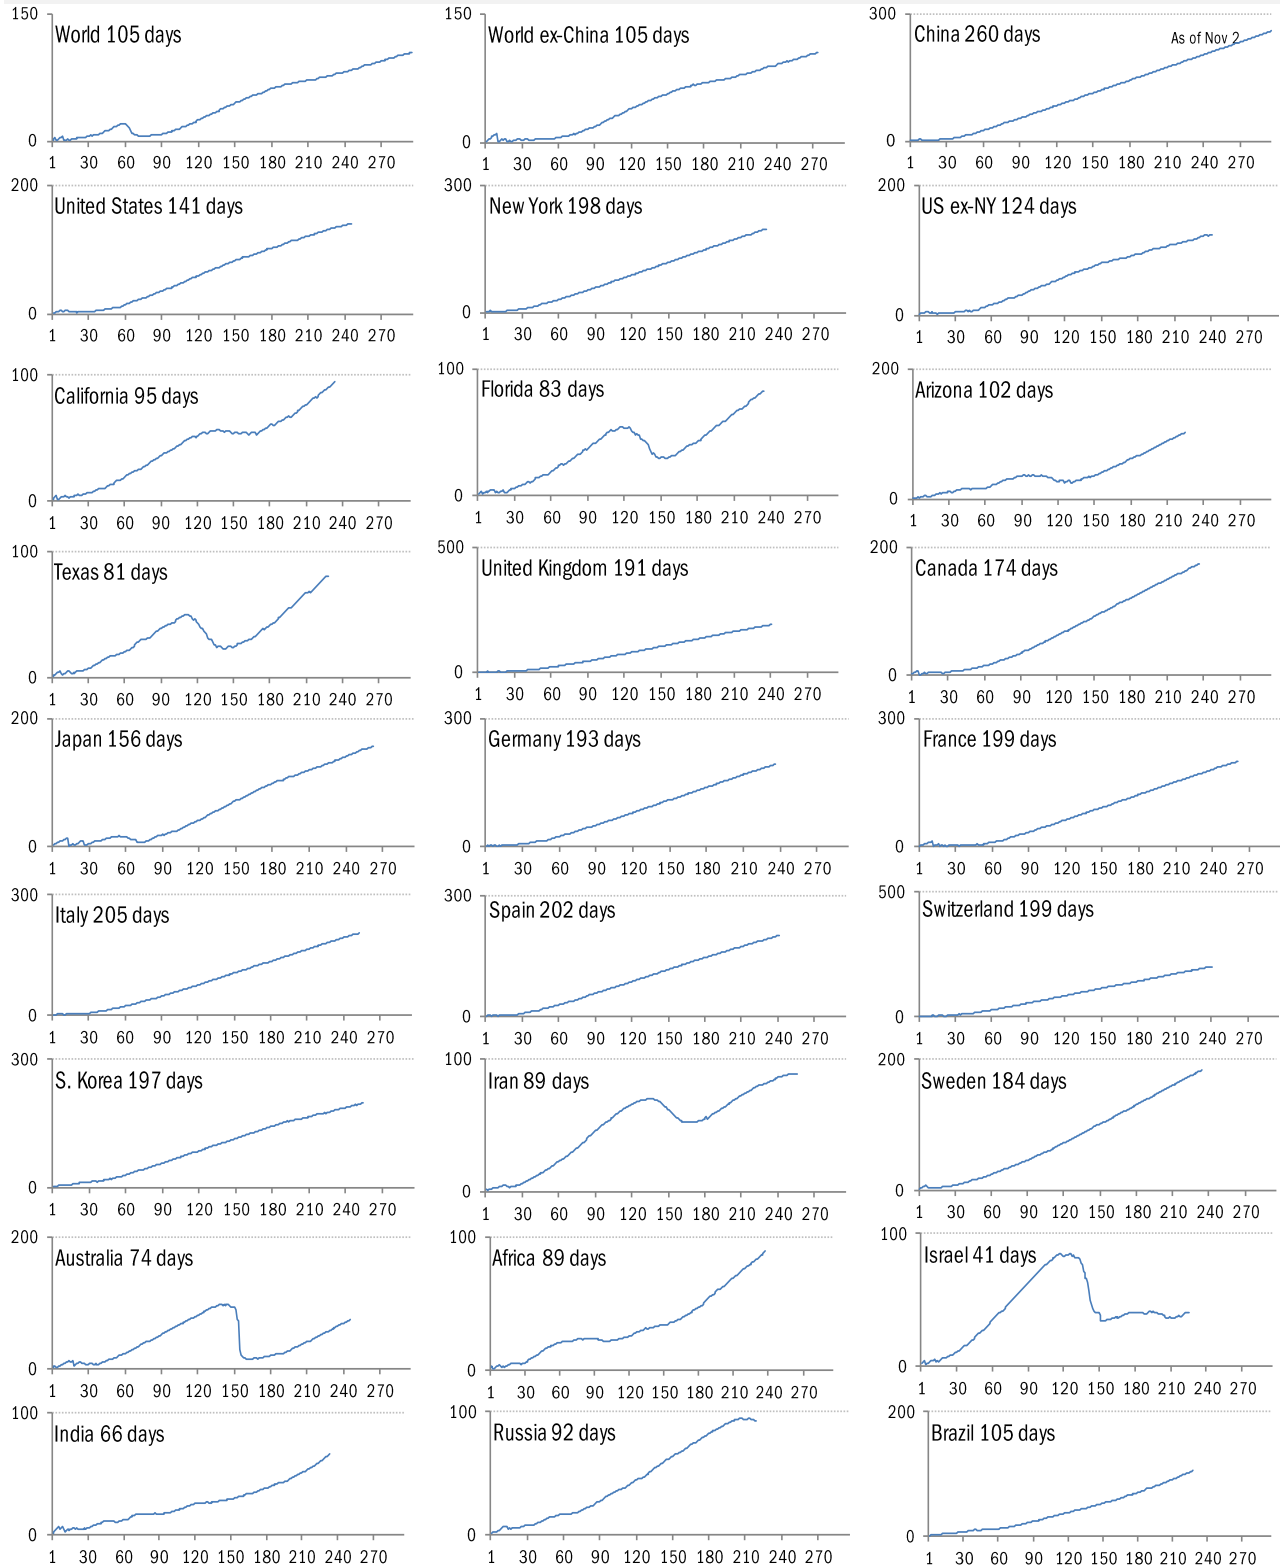 150
World 105 days
0
1 30 60 90 120 150 180 210 240 270
150
World ex-China 105 days
0
1 30 60 90 120 150 180 210 240 270
300
China 260 days
As of Nov 2
0
1 30 60 90 120 150 180 210 240 270
200
United States 141 days
0
1 30 60 90 120 150 180 210 240 270
300
New York 198 days
0
1 30 60 90 120 150 180 210 240 270
200
US ex-NY 124 days
0
1 30 60 90 120 150 180 210 240 270
100
California 95 days
0
1 30 60 90 120 150 180 210 240 270
100
Florida 83 days
0
1 30 60 90 120 150 180 210 240 270
200
Arizona 102 days
0
1 30 60 90 120 150 180 210 240 270
100
Texas 81 days
0
1 30 60 90 120 150 180 210 240 270
500
United Kingdom 191 days
0
1 30 60 90 120 150 180 210 240 270
200
Canada 174 days
0
1 30 60 90 120 150 180 210 240 270
200
Japan 156 days
0
1 30 60 90 120 150 180 210 240 270
300
Germany 193 days
0
1 30 60 90 120 150 180 210 240 270
300
France 199 days
0
1 30 60 90 120 150 180 210 240 270
300
Italy 205 days
0
1 30 60 90 120 150 180 210 240 270
300
Spain 202 days
0
1 30 60 90 120 150 180 210 240 270
500
Switzerland 199 days
0
1 30 60 90 120 150 180 210 240 270
300
S. Korea 197 days
0
1 30 60 90 120 150 180 210 240 270
100
Iran 89 days
0
1 30 60 90 120 150 180 210 240 270
200
Sweden 184 days
0
1 30 60 90 120 150 180 210 240 270
200
Australia 74 days
0
1 30 60 90 120 150 180 210 240 270
100
Africa 89 days
0
1 30 60 90 120 150 180 210 240 270
100
Israel 41 days
0
1 30 60 90 120 150 180 210 240 270
100
India 66 days
0
1 30 60 90 120 150 180 210 240 270
100
Russia 92 days
0
1 30 60 90 120 150 180 210 240 270
200
Brazil 105 days
0
1 30 60 90 120 150 180 210 240 270